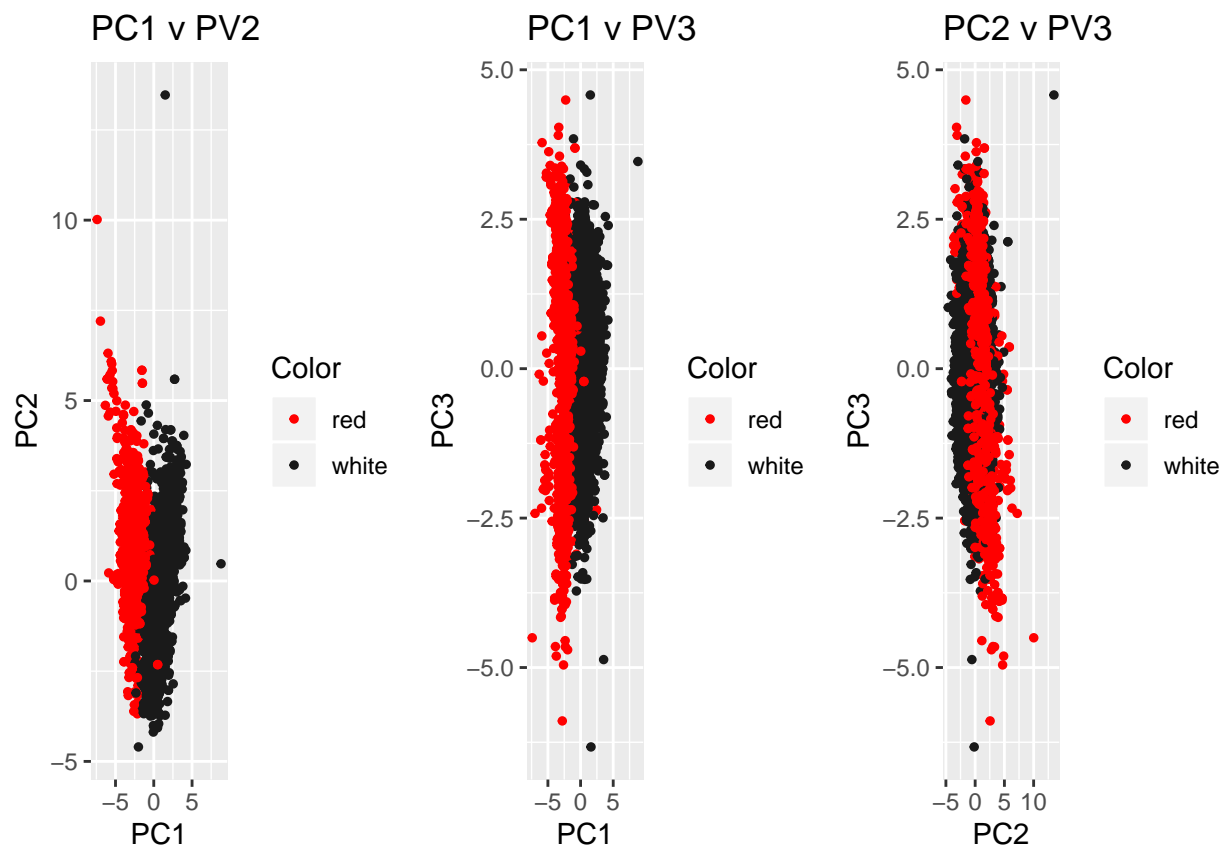 PC1 v PV2
10
5
0
−5
PC2
−5 0 5
PC1
Color
red
white
PC1 v PV3
5.0
2.5
0.0
−2.5
−5.0
PC3
−5 0 5
PC1
Color
red
white
PC2 v PV3
5.0
2.5
0.0
−2.5
−5.0
PC3
−5 0 5 10
PC2
Color
red
white